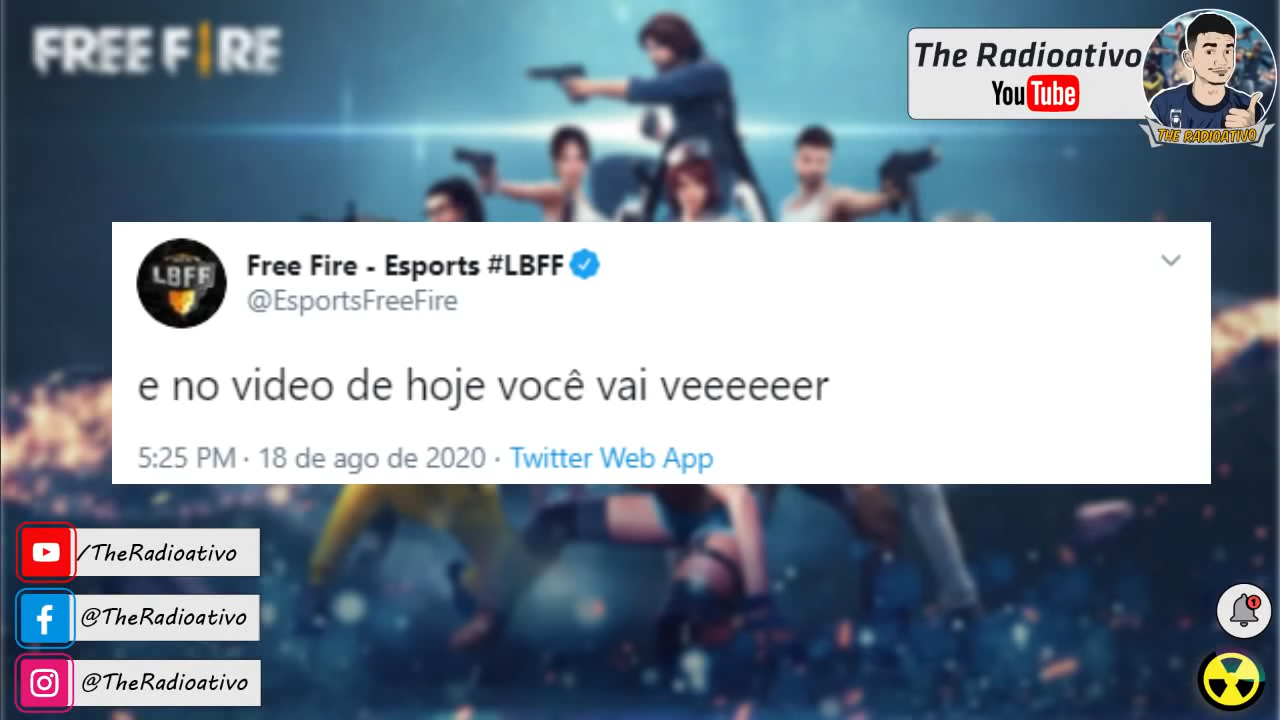 FREE FIRE
The Radioativo
YouTube
THE RADIOATIVO
LBFF
Free Fire - Esports #LBFF
@EsportsFreeFire
e no video de hoje você vai veeeeeer
5:25 PM · 18 de ago de 2020 · Twitter Web App
/TheRadioativo
@TheRadioativo
@TheRadioativo
1